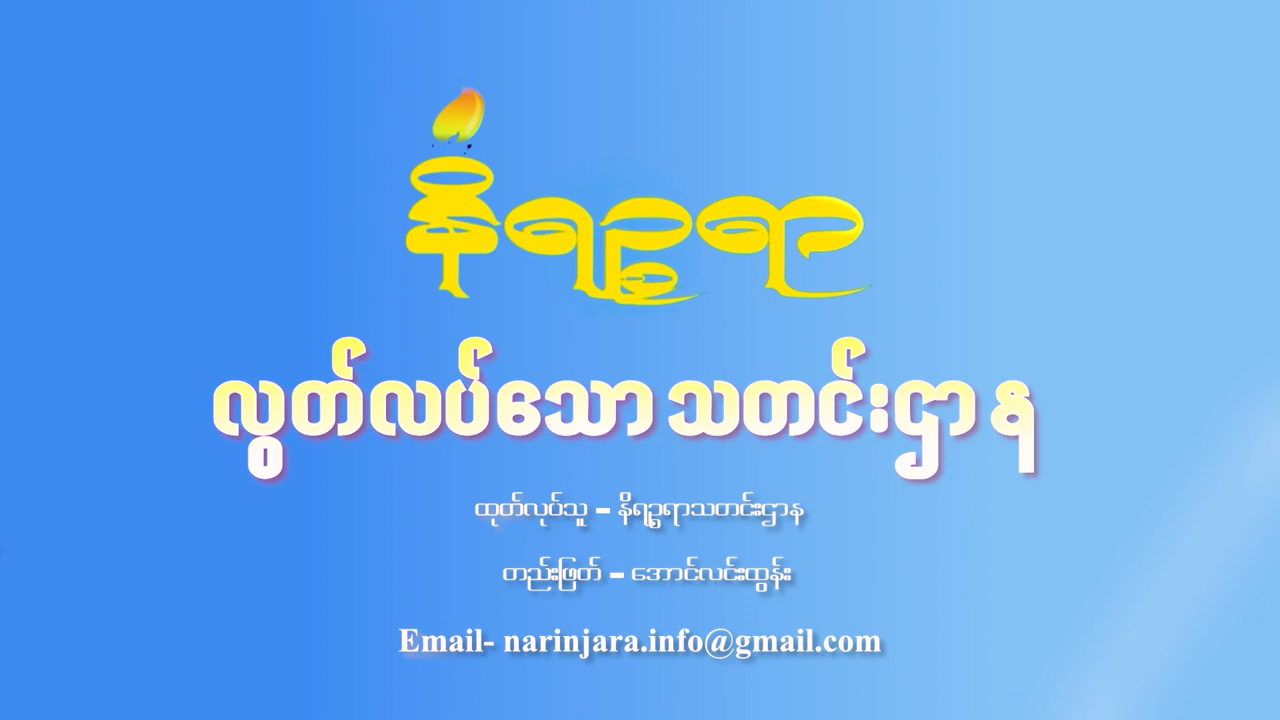 နိရဉ္စရာ
လွတ်လပ်သော သတင်းဌာန
ထုတ်လုပ်သူ – နိရဉ္စရာသတင်းဌာန
တည်းဖြတ် – အောင်လင်းထွန်း
Email- narinjara.info@gmail.com